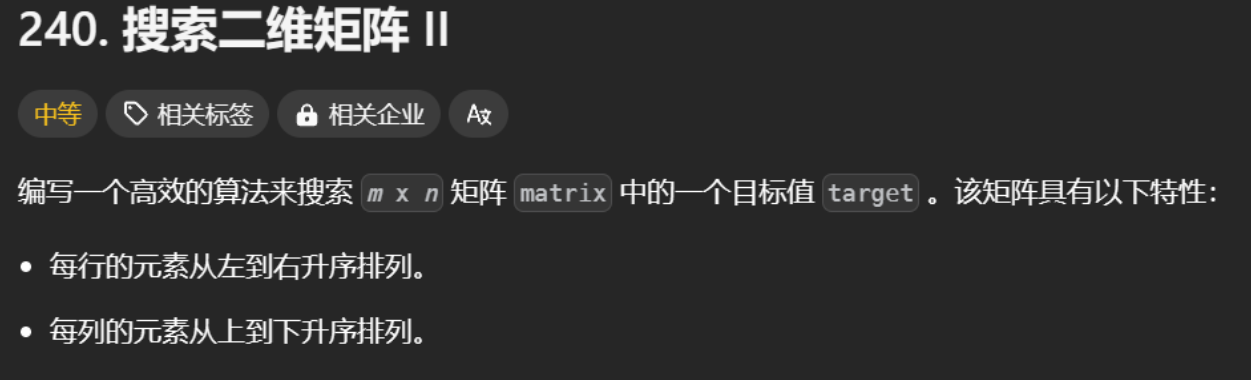 240. 搜索二维矩阵 II
中等 相关标签 相关企业 A文
编写一个高效的算法来搜索 m x n 矩阵 matrix 中的一个目标值 target 。该矩阵具有以下特性：
• 每行的元素从左到右升序排列。
• 每列的元素从上到下升序排列。